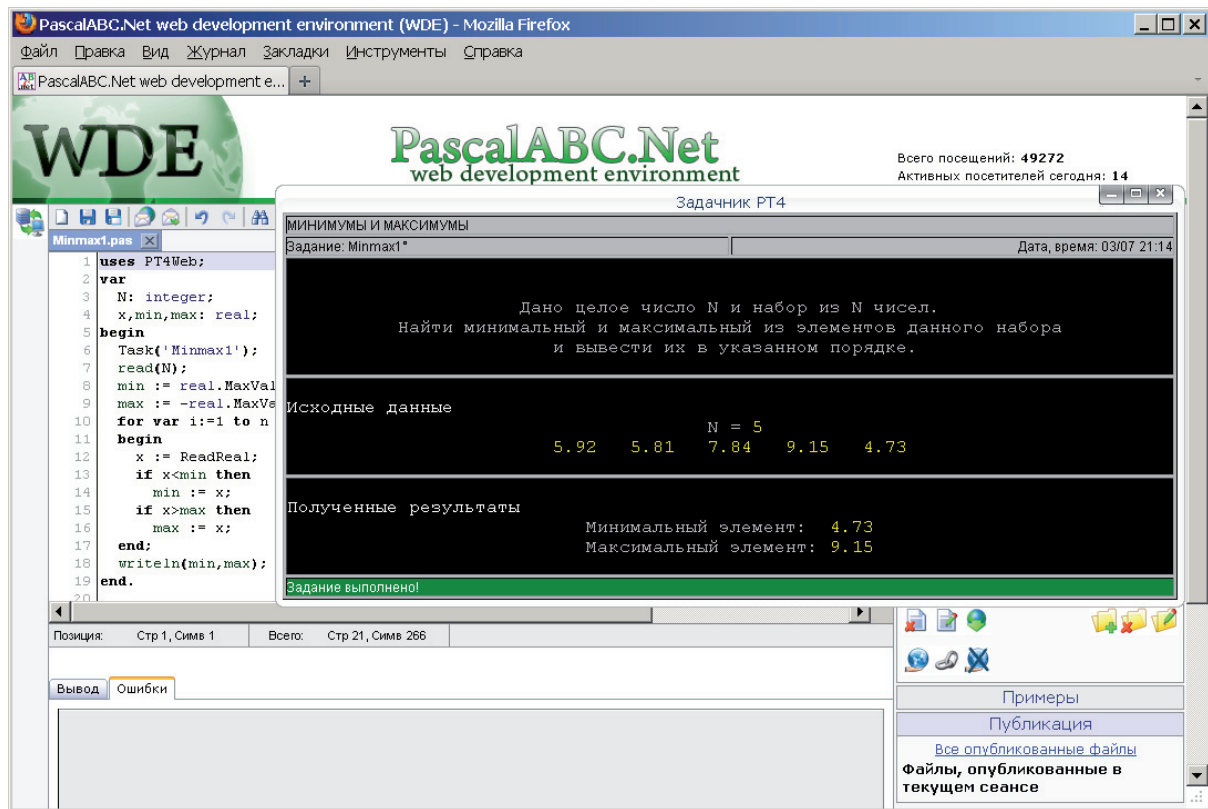 PascalABC.Net web development environment (WDE) - Mozilla Firefox
Файл Правка Вид Журнал Закладки Инструменты Справка
PascalABC.Net web development e... +
WDE
PascalABC.Net
web development environment
Всего посещений: 49272
Активных посетителей сегодня: 14
Задачник PT4
МИНИМУМЫ И МАКСИМУМЫ
Задание: Minmax1*
Дата, время: 03/07 21:14
Дано целое число N и набор из N чисел.
Найти минимальный и максимальный из элементов данного набора
и вывести их в указанном порядке.
Исходные данные
N = 5
5.92 5.81 7.84 9.15 4.73
Полученные результаты
Минимальный элемент: 4.73
Максимальный элемент: 9.15
Задание выполнено!
Minmax1.pas
1 uses PT4Web;
2 var
3 N: integer;
4 x,min,max: real;
5 begin
6 Task('Minmax1');
7 read(N);
8 min := real.MaxVal
9 max := -real.MaxVa
10 for var i:=1 to n
11 begin
12 x := ReadReal;
13 if x<min then
14 min := x;
15 if x>max then
16 max := x;
17 end;
18 writeln(min,max);
19 end.
20
Позиция: Стр 1, Симв 1 Всего: Стр 21, Симв 266
Вывод Ошибки
Примеры
Публикация
Все опубликованные файлы
Файлы, опубликованные в
текущем сеансе